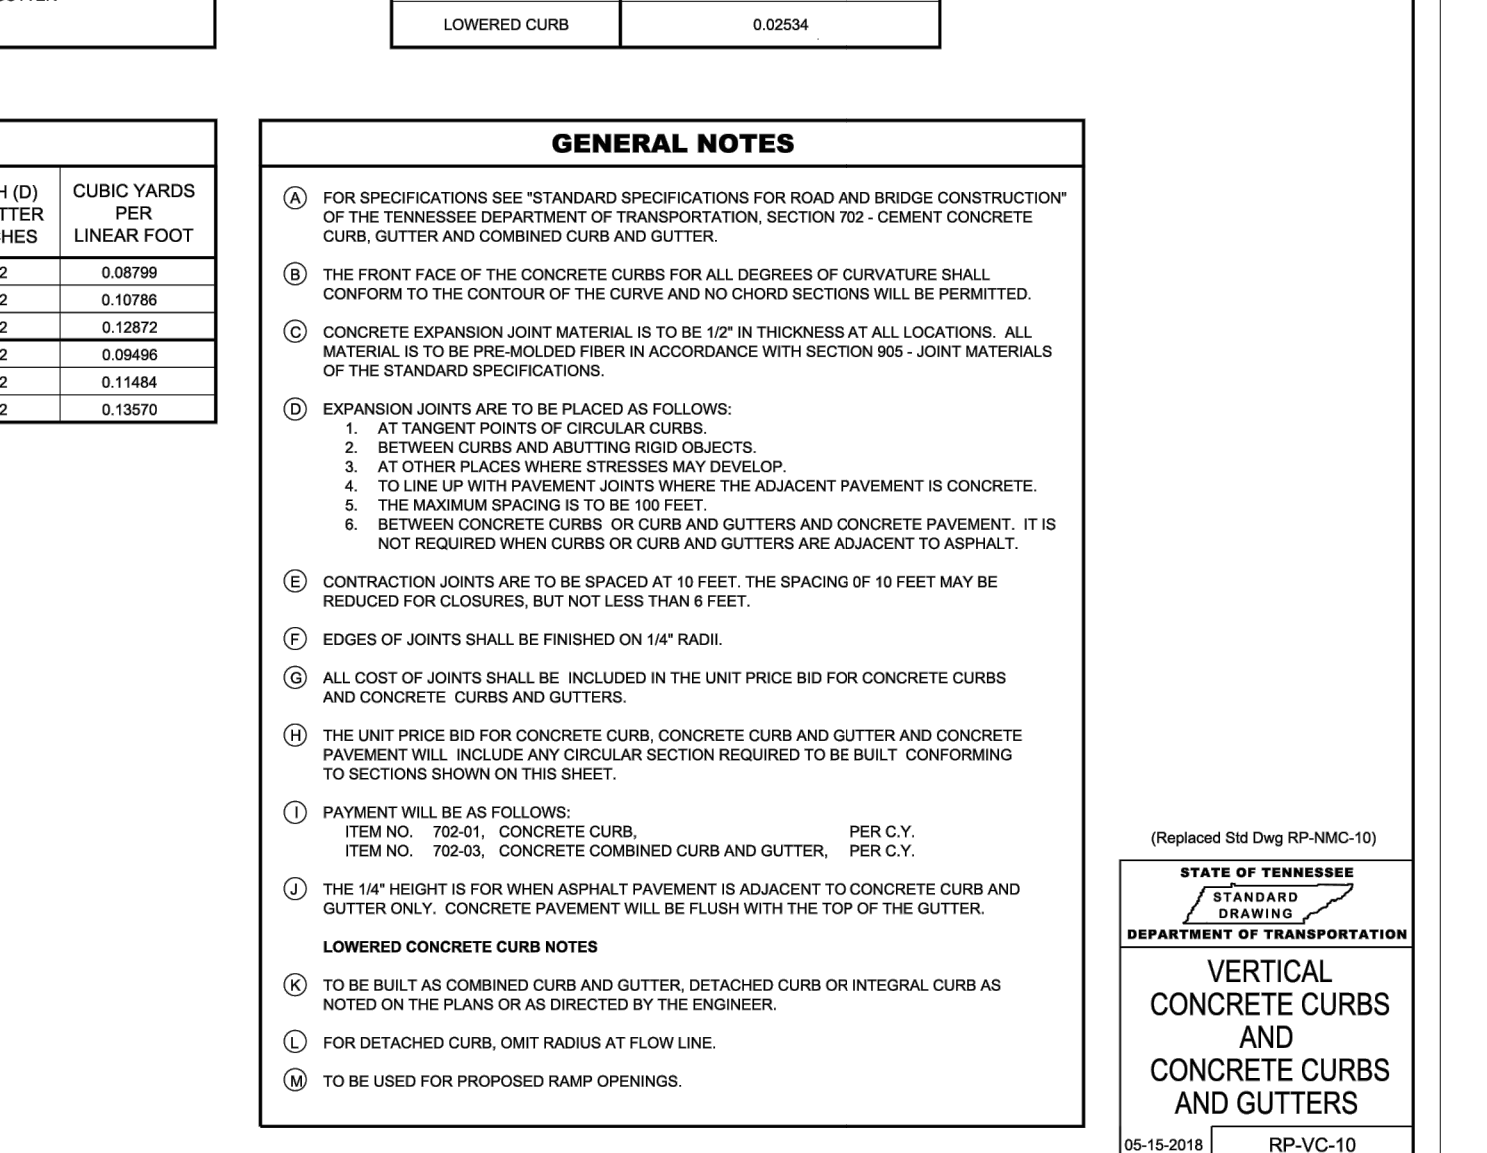 LOWERED CURB 0.02534
H (D) CUBIC YARDS
TTER PER
HES LINEAR FOOT
2 0.08799
2 0.10786
2 0.12872
2 0.09496
2 0.11484
2 0.13570
GENERAL NOTES
A FOR SPECIFICATIONS SEE "STANDARD SPECIFICATIONS FOR ROAD AND BRIDGE CONSTRUCTION"
OF THE TENNESSEE DEPARTMENT OF TRANSPORTATION, SECTION 702 - CEMENT CONCRETE
CURB, GUTTER AND COMBINED CURB AND GUTTER.
B THE FRONT FACE OF THE CONCRETE CURBS FOR ALL DEGREES OF CURVATURE SHALL
CONFORM TO THE CONTOUR OF THE CURVE AND NO CHORD SECTIONS WILL BE PERMITTED.
C CONCRETE EXPANSION JOINT MATERIAL IS TO BE 1/2" IN THICKNESS AT ALL LOCATIONS. ALL
MATERIAL IS TO BE PRE-MOLDED FIBER IN ACCORDANCE WITH SECTION 905 - JOINT MATERIALS
OF THE STANDARD SPECIFICATIONS.
D EXPANSION JOINTS ARE TO BE PLACED AS FOLLOWS:
1. AT TANGENT POINTS OF CIRCULAR CURBS.
2. BETWEEN CURBS AND ABUTTING RIGID OBJECTS.
3. AT OTHER PLACES WHERE STRESSES MAY DEVELOP.
4. TO LINE UP WITH PAVEMENT JOINTS WHERE THE ADJACENT PAVEMENT IS CONCRETE.
5. THE MAXIMUM SPACING IS TO BE 100 FEET.
6. BETWEEN CONCRETE CURBS OR CURB AND GUTTERS AND CONCRETE PAVEMENT. IT IS
NOT REQUIRED WHEN CURBS OR CURB AND GUTTERS ARE ADJACENT TO ASPHALT.
E CONTRACTION JOINTS ARE TO BE SPACED AT 10 FEET. THE SPACING 0F 10 FEET MAY BE
REDUCED FOR CLOSURES, BUT NOT LESS THAN 6 FEET.
F EDGES OF JOINTS SHALL BE FINISHED ON 1/4" RADII.
G ALL COST OF JOINTS SHALL BE INCLUDED IN THE UNIT PRICE BID FOR CONCRETE CURBS
AND CONCRETE CURBS AND GUTTERS.
H THE UNIT PRICE BID FOR CONCRETE CURB, CONCRETE CURB AND GUTTER AND CONCRETE
PAVEMENT WILL INCLUDE ANY CIRCULAR SECTION REQUIRED TO BE BUILT CONFORMING
TO SECTIONS SHOWN ON THIS SHEET.
I PAYMENT WILL BE AS FOLLOWS:
ITEM NO. 702-01, CONCRETE CURB, PER C.Y.
ITEM NO. 702-03, CONCRETE COMBINED CURB AND GUTTER, PER C.Y.
J THE 1/4" HEIGHT IS FOR WHEN ASPHALT PAVEMENT IS ADJACENT TO CONCRETE CURB AND
GUTTER ONLY. CONCRETE PAVEMENT WILL BE FLUSH WITH THE TOP OF THE GUTTER.
LOWERED CONCRETE CURB NOTES
K TO BE BUILT AS COMBINED CURB AND GUTTER, DETACHED CURB OR INTEGRAL CURB AS
NOTED ON THE PLANS OR AS DIRECTED BY THE ENGINEER.
L FOR DETACHED CURB, OMIT RADIUS AT FLOW LINE.
M TO BE USED FOR PROPOSED RAMP OPENINGS.
(Replaced Std Dwg RP-NMC-10)
STATE OF TENNESSEE
STANDARD
DRAWING
DEPARTMENT OF TRANSPORTATION
VERTICAL
CONCRETE CURBS
AND
CONCRETE CURBS
AND GUTTERS
05-15-2018 RP-VC-10